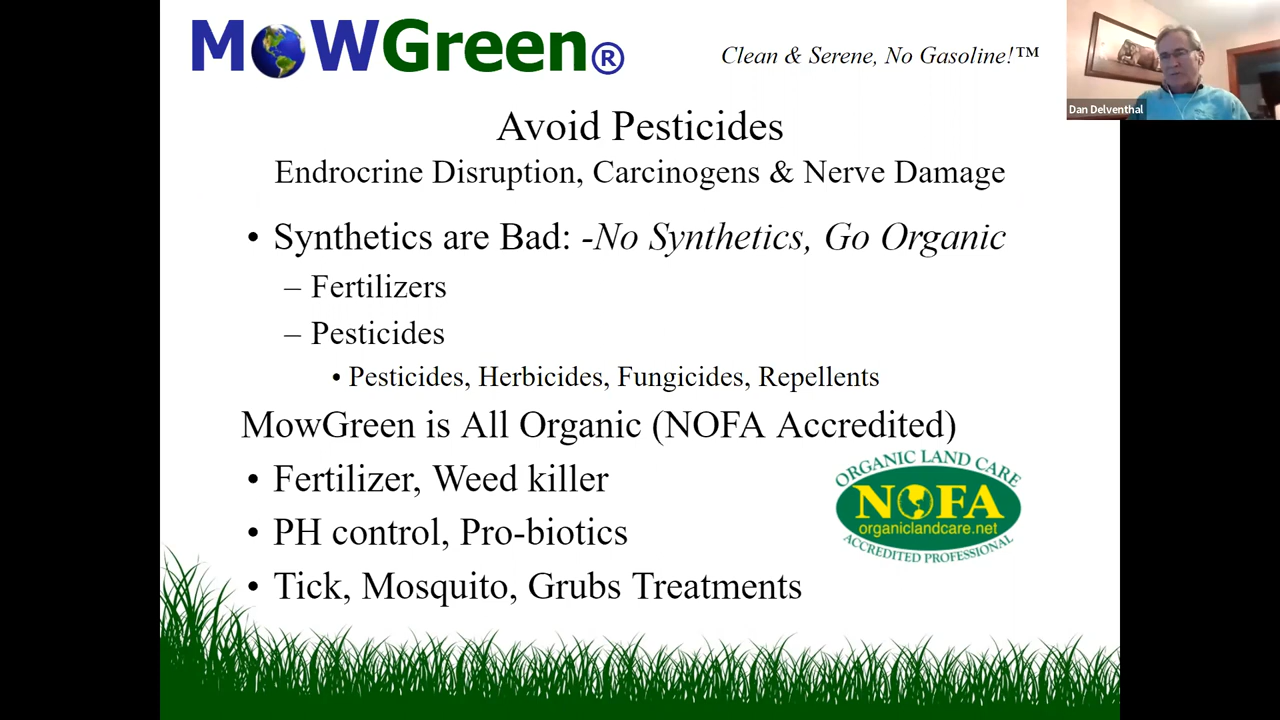 MOWGreen®
Clean & Serene, No Gasoline!™
Dan Delventhal
Avoid Pesticides
Endrocrine Disruption, Carcinogens & Nerve Damage
• Synthetics are Bad: -No Synthetics, Go Organic
– Fertilizers
– Pesticides
• Pesticides, Herbicides, Fungicides, Repellents
MowGreen is All Organic (NOFA Accredited)
• Fertilizer, Weed killer
• PH control, Pro-biotics
• Tick, Mosquito, Grubs Treatments
ORGANIC LAND CARE
NOFA
organiclandcare.net
ACCREDITED PROFESSIONAL